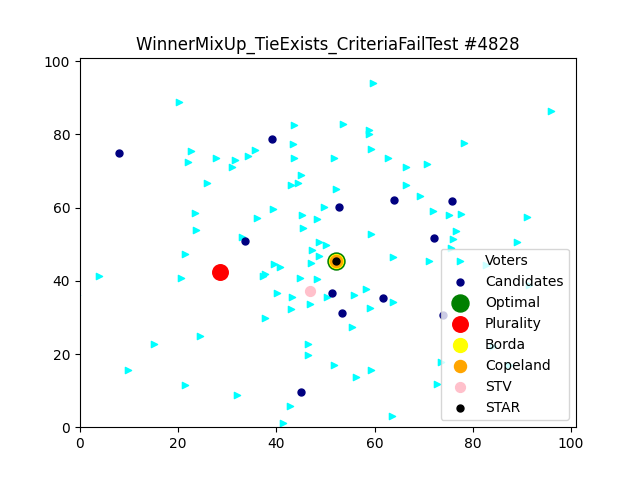 WinnerMixUp_TieExists_CriteriaFailTest #4828
100
80
60
40
20
0
0
20
40
60
80
100
Voters
Candidates
Optimal
Plurality
Borda
Copeland
STV
STAR